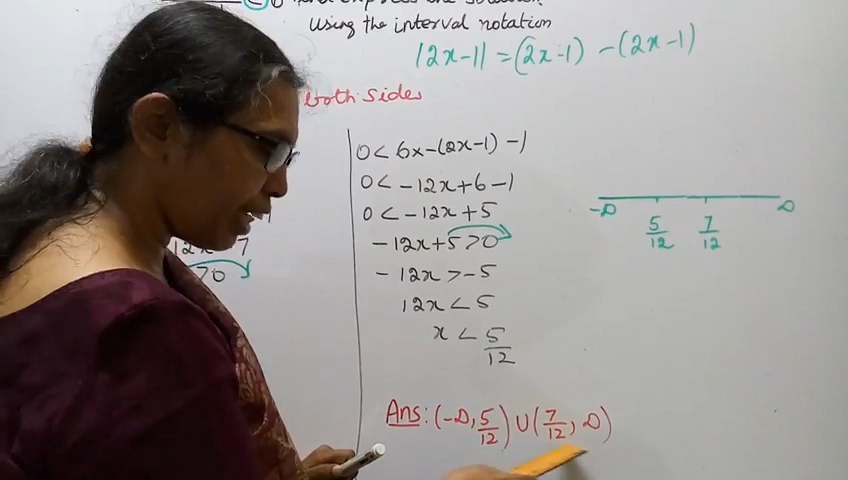 Using the interval notation
|2x-1| = (2x-1) -(2x-1)
both sides
0 < 6x-(2x-1) -1
0 < -12x+6-1
0 < -12x+5
-12x+5>0
-12x>-5
12x < 5
x < 5/12
7
>0
-∞ 5/12 7/12 ∞
Ans: (-∞, 5/12) U (7/12, ∞)